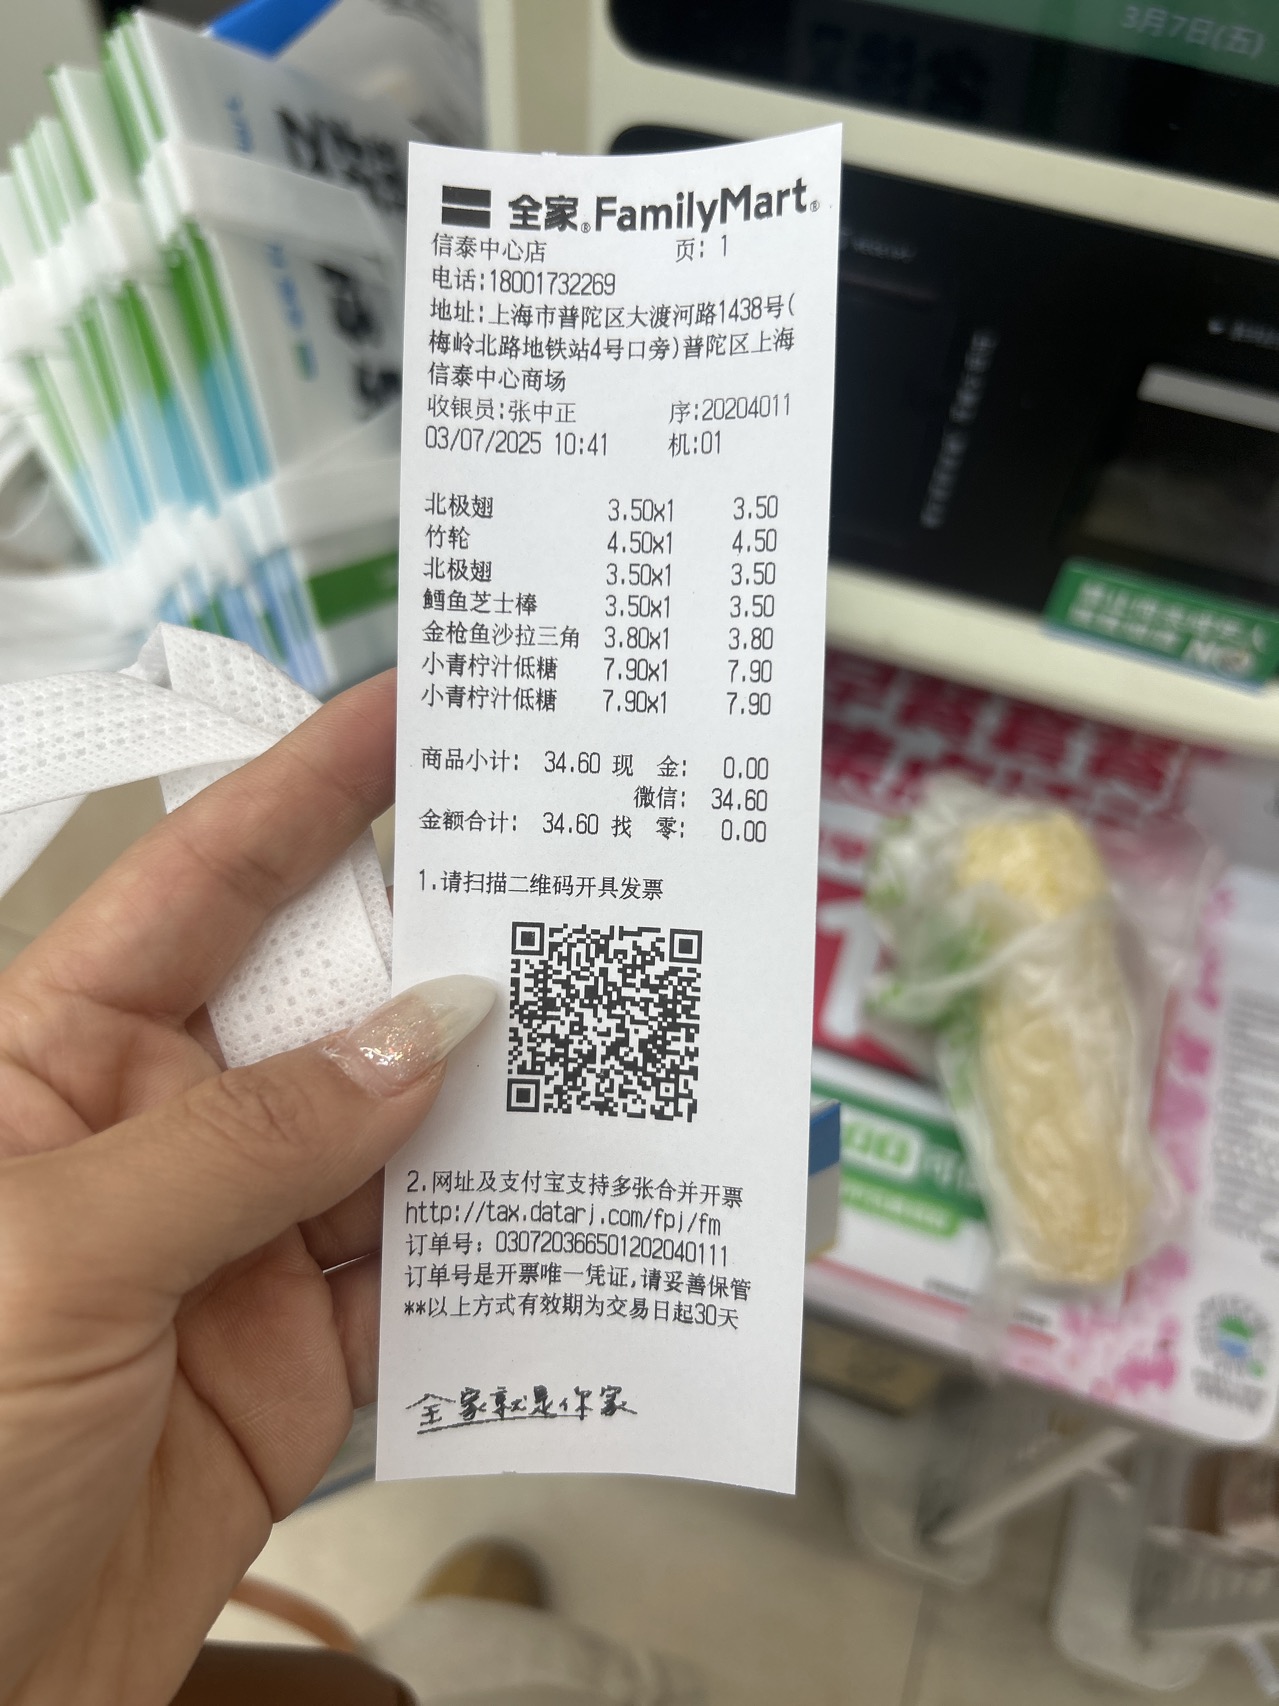 3月7日(五)
全家®FamilyMart®
信泰中心店 页: 1
电话:18001732269
地址:上海市普陀区大渡河路1438号(
梅岭北路地铁站4号口旁)普陀区上海
信泰中心商场
收银员:张中正 序:20204011
03/07/2025 10:41 机:01
北极翅 3.50x1 3.50
竹轮 4.50x1 4.50
北极翅 3.50x1 3.50
鳕鱼芝士棒 3.50x1 3.50
金枪鱼沙拉三角 3.80x1 3.80
小青柠汁低糖 7.90x1 7.90
小青柠汁低糖 7.90x1 7.90
商品小计: 34.60 现 金: 0.00
微信: 34.60
金额合计: 34.60 找 零: 0.00
1.请扫描二维码开具发票
2.网址及支付宝支持多张合并开票
http://tax.datarj.com/fpj/fm
订单号: 030720366501202040111
订单号是开票唯一凭证,请妥善保管
**以上方式有效期为交易日起30天
全家就是你家